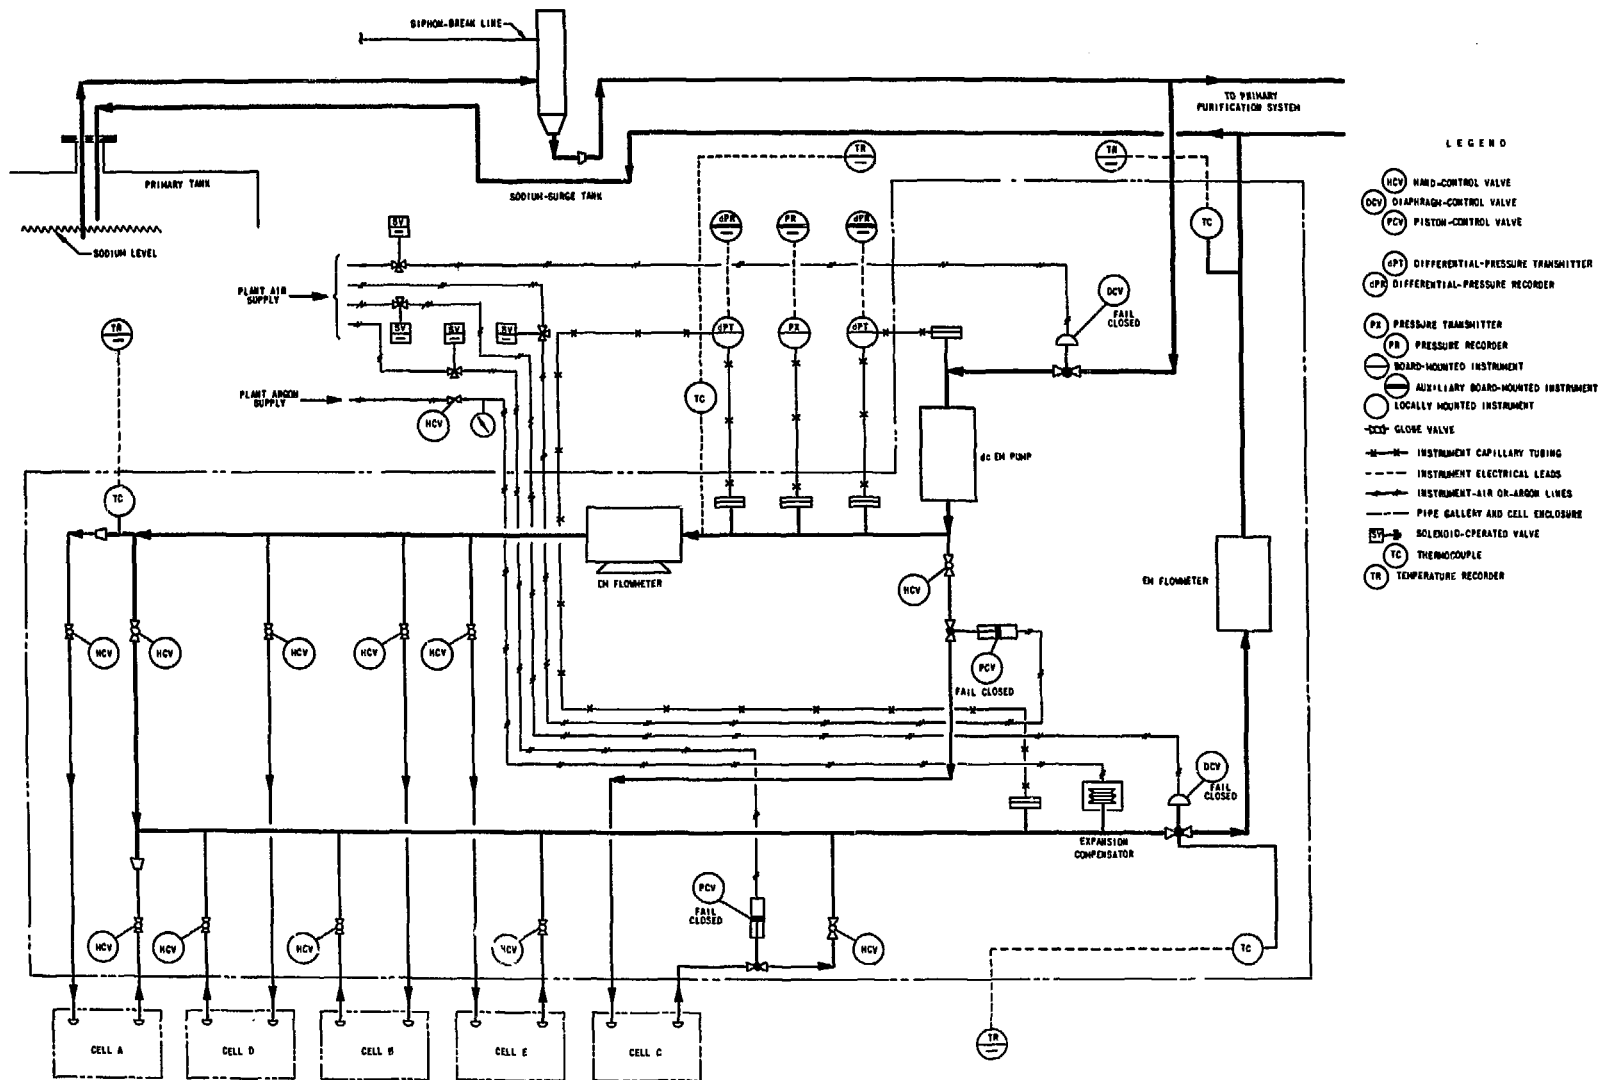 SIPHON-BREAK LINE
TO PRIMARY
PURIFICATION SYSTEM
PRIMARY TANK
SODIUM-SURGE TANK
SODIUM LEVEL
TR
TR
TC
SV
dPR
PR
dPR
PLANT AIR
SUPPLY
DCV
FAIL
CLOSED
TR
SV
SV
SV
dPT
PX
dPT
PLANT ARGON
SUPPLY
HCV
TC
dc EM PUMP
TC
EM FLOWMETER
HCV
EM FLOWMETER
HCV
HCV
HCV
HCV
HCV
PCV
FAIL CLOSED
DCV
FAIL
CLOSED
EXPANSION
COMPENSATOR
PCV
FAIL
CLOSED
HCV
HCV
HCV
HCV
HCV
TC
TR
CELL A
CELL D
CELL B
CELL E
CELL C
LEGEND
HCV HAND-CONTROL VALVE
DCV DIAPHRAGM-CONTROL VALVE
PCV PISTON-CONTROL VALVE
dPT DIFFERENTIAL-PRESSURE TRANSMITTER
dPR DIFFERENTIAL-PRESSURE RECORDER
PX PRESSURE TRANSMITTER
PR PRESSURE RECORDER
BOARD-MOUNTED INSTRUMENT
AUXILIARY BOARD-MOUNTED INSTRUMENT
LOCALLY MOUNTED INSTRUMENT
GLOBE VALVE
INSTRUMENT CAPILLARY TUBING
INSTRUMENT ELECTRICAL LEADS
INSTRUMENT-AIR OR-ARGON LINES
PIPE GALLERY AND CELL ENCLOSURE
SV SOLENOID-OPERATED VALVE
TC THERMOCOUPLE
TR TEMPERATURE RECORDER